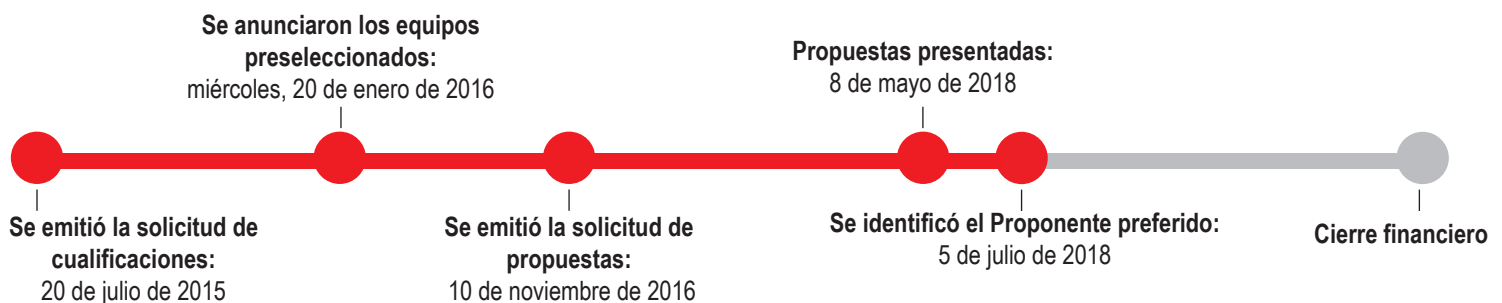 Se anunciaron los equipos
preseleccionados:
miércoles, 20 de enero de 2016
Propuestas presentadas:
8 de mayo de 2018
Se emitió la solicitud de
cualificaciones:
20 de julio de 2015
Se emitió la solicitud de
propuestas:
10 de noviembre de 2016
Se identificó el Proponente preferido:
5 de julio de 2018
Cierre financiero